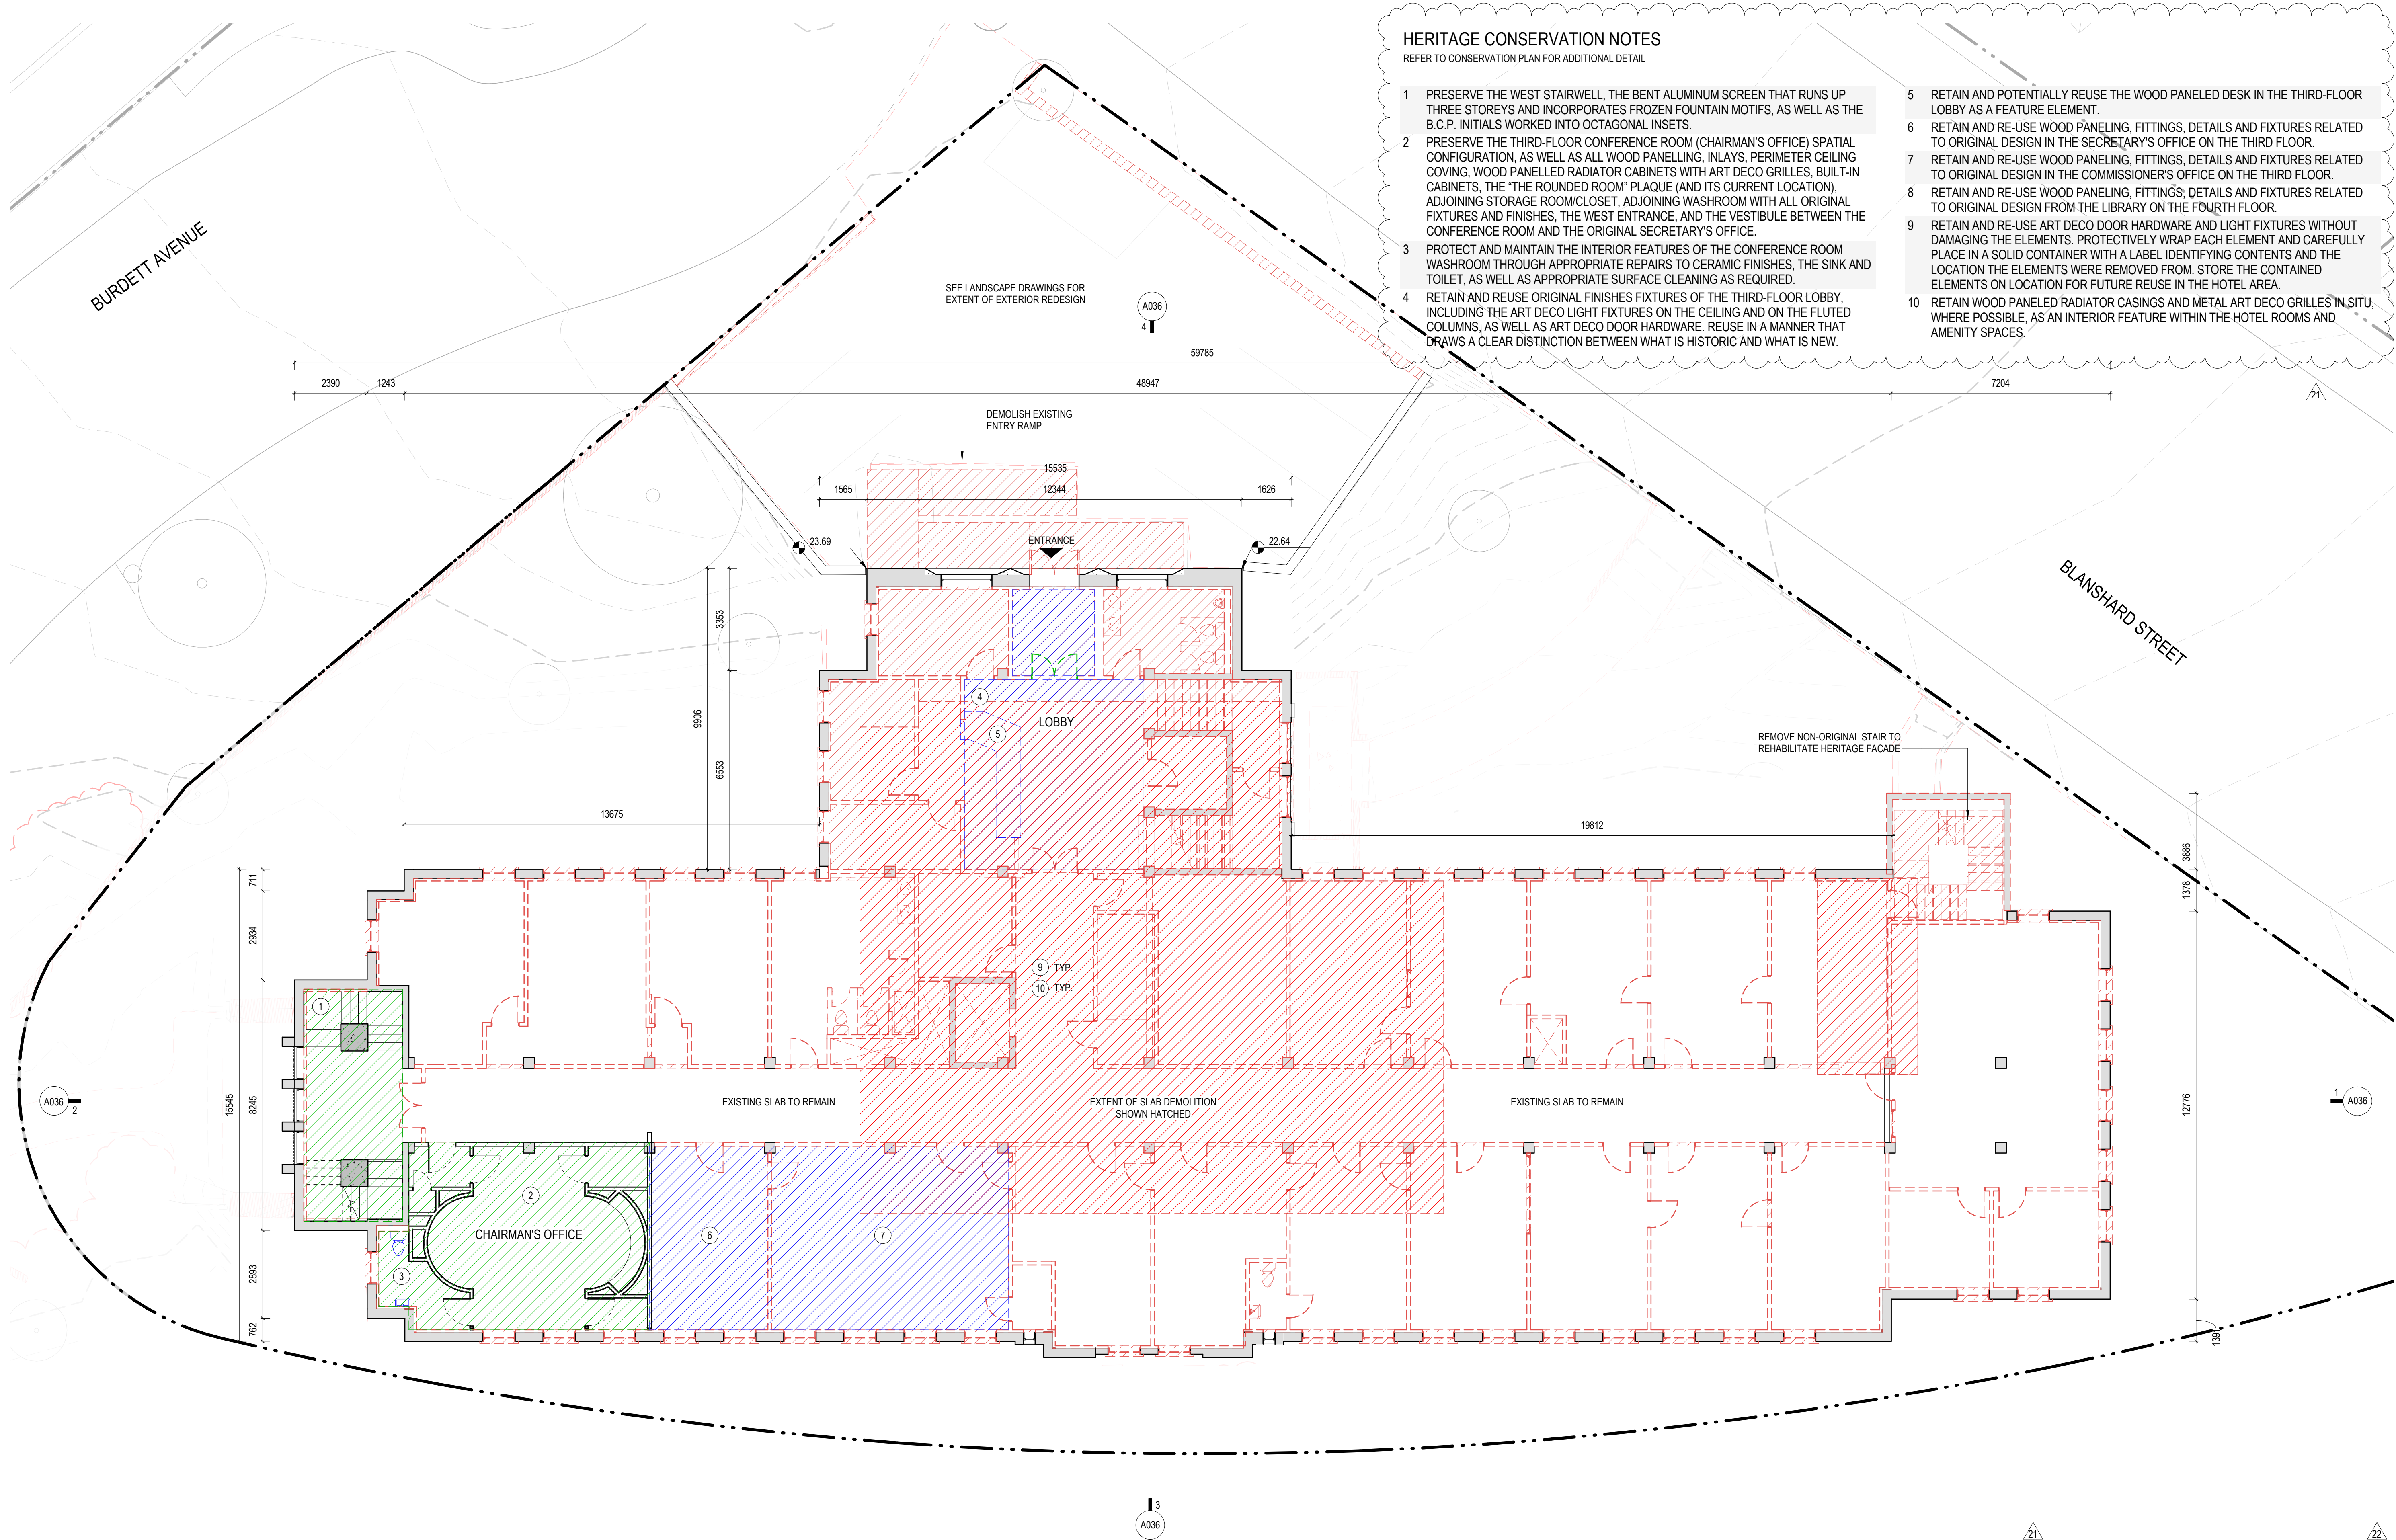 HERITAGE CONSERVATION NOTES
REFER TO CONSERVATION PLAN FOR ADDITIONAL DETAIL
1 PRESERVE THE WEST STAIRWELL, THE BENT ALUMINUM SCREEN THAT RUNS UP
THREE STOREYS AND INCORPORATES FROZEN FOUNTAIN MOTIFS, AS WELL AS THE
B.C.P. INITIALS WORKED INTO OCTAGONAL INSETS.
2 PRESERVE THE THIRD-FLOOR CONFERENCE ROOM (CHAIRMAN'S OFFICE) SPATIAL
CONFIGURATION, AS WELL AS ALL WOOD PANELLING, INLAYS, PERIMETER CEILING
COVING, WOOD PANELLED RADIATOR CABINETS WITH ART DECO GRILLES, BUILT-IN
CABINETS, THE "THE ROUNDED ROOM" PLAQUE (AND ITS CURRENT LOCATION),
ADJOINING STORAGE ROOM/CLOSET, ADJOINING WASHROOM WITH ALL ORIGINAL
FIXTURES AND FINISHES, THE WEST ENTRANCE, AND THE VESTIBULE BETWEEN THE
CONFERENCE ROOM AND THE ORIGINAL SECRETARY'S OFFICE.
3 PROTECT AND MAINTAIN THE INTERIOR FEATURES OF THE CONFERENCE ROOM
WASHROOM THROUGH APPROPRIATE REPAIRS TO CERAMIC FINISHES, THE SINK AND
TOILET, AS WELL AS APPROPRIATE SURFACE CLEANING AS REQUIRED.
4 RETAIN AND REUSE ORIGINAL FINISHES FIXTURES OF THE THIRD-FLOOR LOBBY,
INCLUDING THE ART DECO LIGHT FIXTURES ON THE CEILING AND ON THE FLUTED
COLUMNS, AS WELL AS ART DECO DOOR HARDWARE. REUSE IN A MANNER THAT
DRAWS A CLEAR DISTINCTION BETWEEN WHAT IS HISTORIC AND WHAT IS NEW.
5 RETAIN AND POTENTIALLY REUSE THE WOOD PANELED DESK IN THE THIRD-FLOOR
LOBBY AS A FEATURE ELEMENT.
6 RETAIN AND RE-USE WOOD PANELING, FITTINGS, DETAILS AND FIXTURES RELATED
TO ORIGINAL DESIGN IN THE SECRETARY'S OFFICE ON THE THIRD FLOOR.
7 RETAIN AND RE-USE WOOD PANELING, FITTINGS, DETAILS AND FIXTURES RELATED
TO ORIGINAL DESIGN IN THE COMMISSIONER'S OFFICE ON THE THIRD FLOOR.
8 RETAIN AND RE-USE WOOD PANELING, FITTINGS, DETAILS AND FIXTURES RELATED
TO ORIGINAL DESIGN FROM THE LIBRARY ON THE FOURTH FLOOR.
9 RETAIN AND RE-USE ART DECO DOOR HARDWARE AND LIGHT FIXTURES WITHOUT
DAMAGING THE ELEMENTS. PROTECTIVELY WRAP EACH ELEMENT AND CAREFULLY
PLACE IN A SOLID CONTAINER WITH A LABEL IDENTIFYING CONTENTS AND THE
LOCATION THE ELEMENTS WERE REMOVED FROM. STORE THE CONTAINED
ELEMENTS ON LOCATION FOR FUTURE REUSE IN THE HOTEL AREA.
10 RETAIN WOOD PANELED RADIATOR CASINGS AND METAL ART DECO GRILLES IN SITU,
WHERE POSSIBLE, AS AN INTERIOR FEATURE WITHIN THE HOTEL ROOMS AND
AMENITY SPACES.
21
BURDETT AVENUE
SEE LANDSCAPE DRAWINGS FOR
EXTENT OF EXTERIOR REDESIGN
A036
4
59785
2390 1243 48947 7204
DEMOLISH EXISTING
ENTRY RAMP
15535
1565 12344 1626
23.69
ENTRANCE
22.64
BLANSHARD STREET
3353
9906
6553
4
LOBBY
5
REMOVE NON-ORIGINAL STAIR TO
REHABILITATE HERITAGE FACADE
13675
19812
3886
1378
12776
1391
711
2934
15545
8245
2893
762
9 TYP.
10 TYP.
1
A036
2
EXISTING SLAB TO REMAIN
EXTENT OF SLAB DEMOLITION
SHOWN HATCHED
EXISTING SLAB TO REMAIN
1
A036
2
CHAIRMAN'S OFFICE
6
7
3
3
A036
21
22